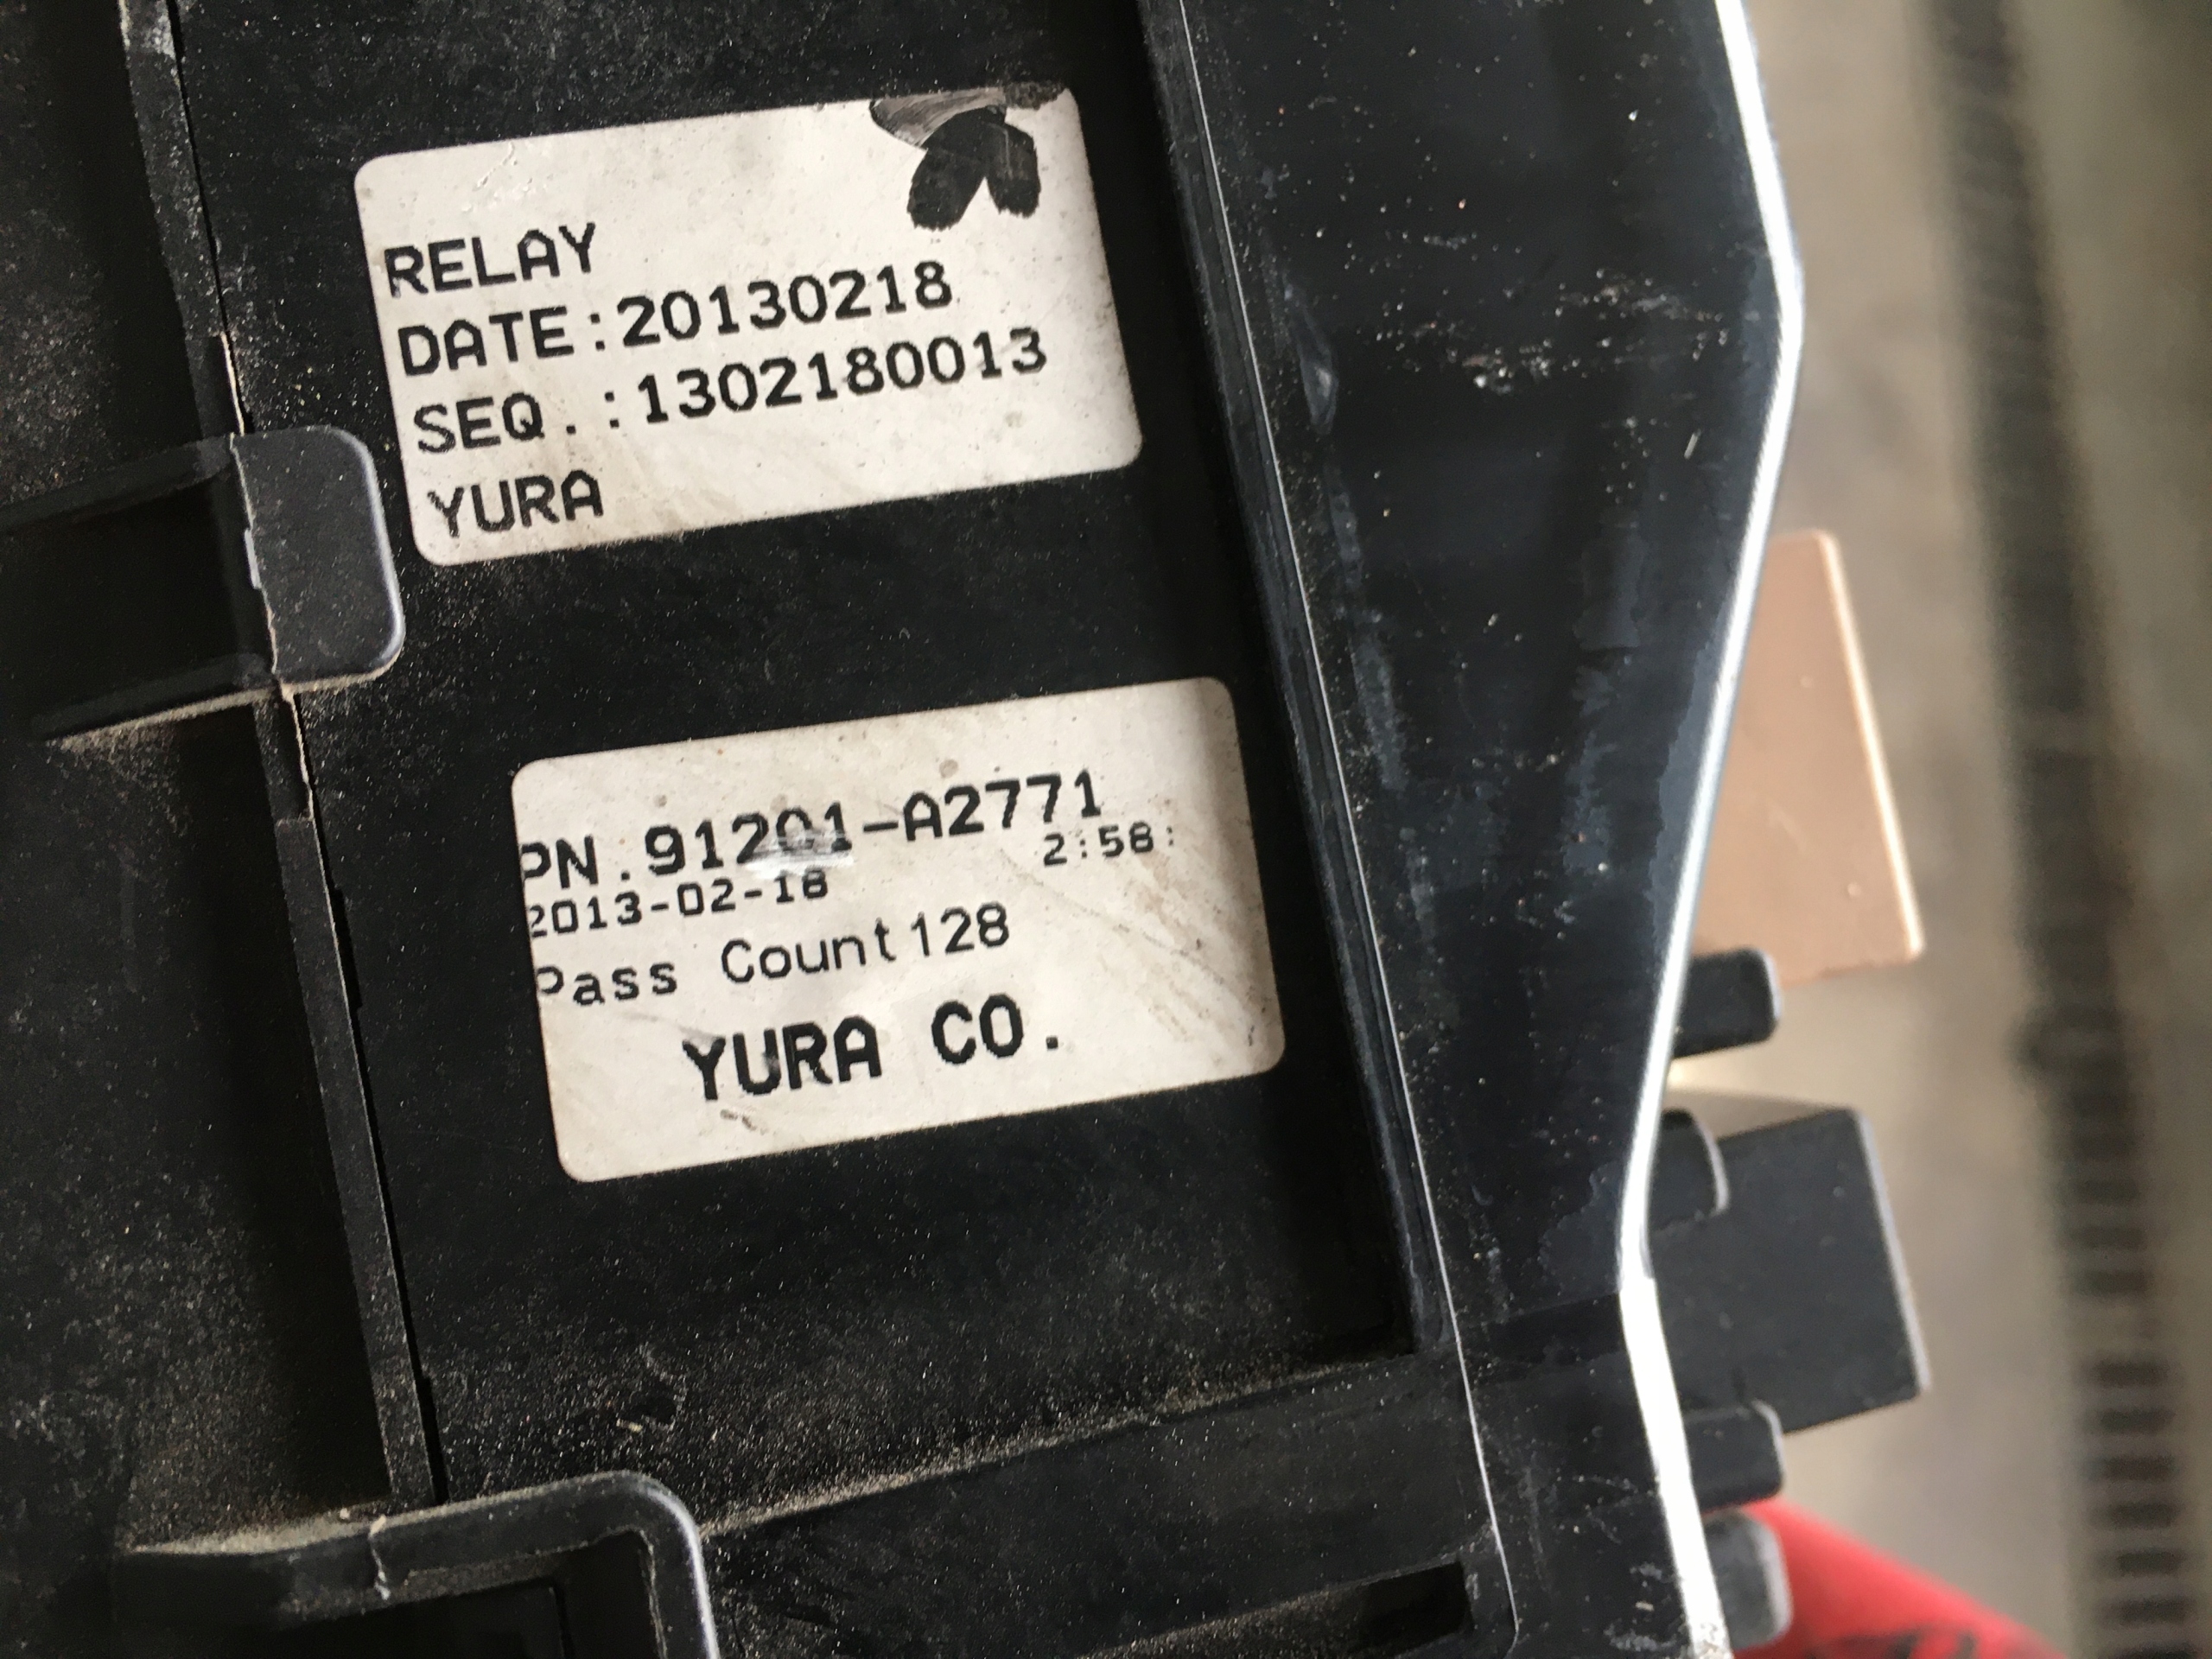 RELAY
DATE:20130218
SEQ.:1302180013
YURA
PN.91201-A2771
2:58:
2013-02-18
Pass Count128
YURA CO.